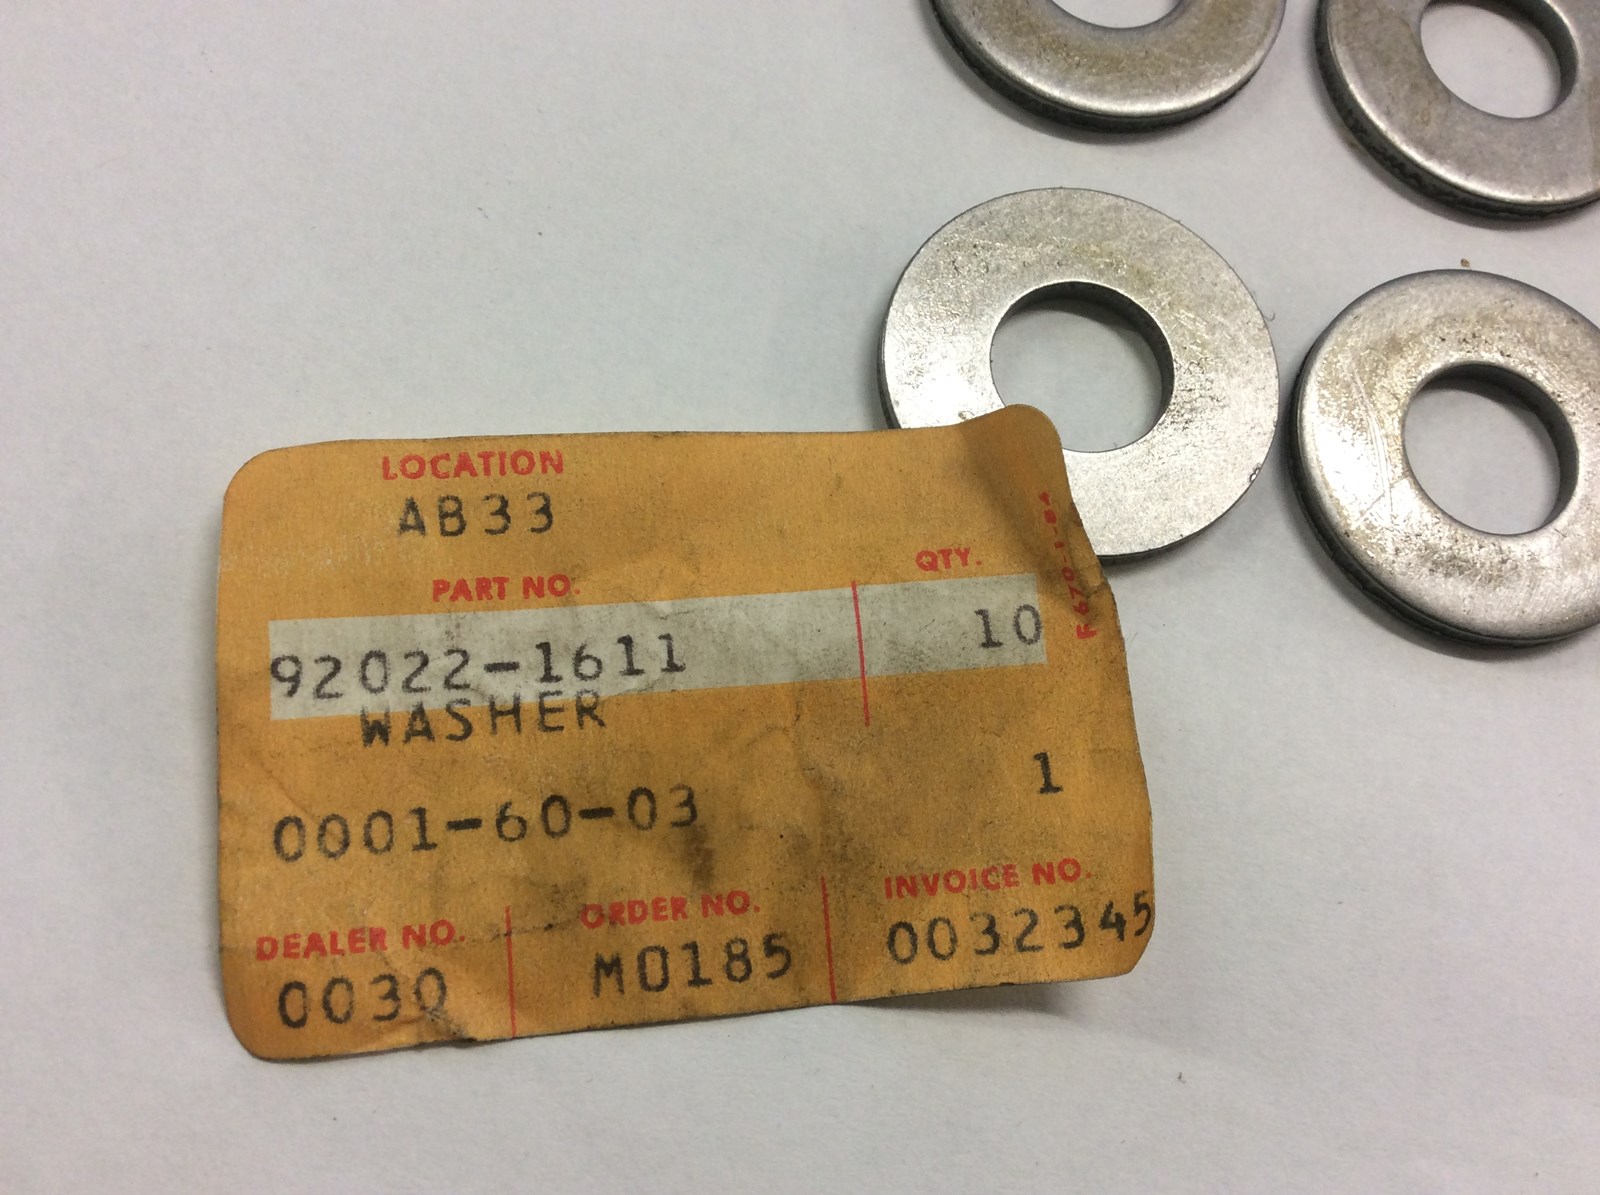 LOCATION
AB33
PART NO. QTY.
92022-1611 10
WASHER
0001-60-03 1
DEALER NO. ORDER NO. INVOICE NO.
0030 M0185 0032345